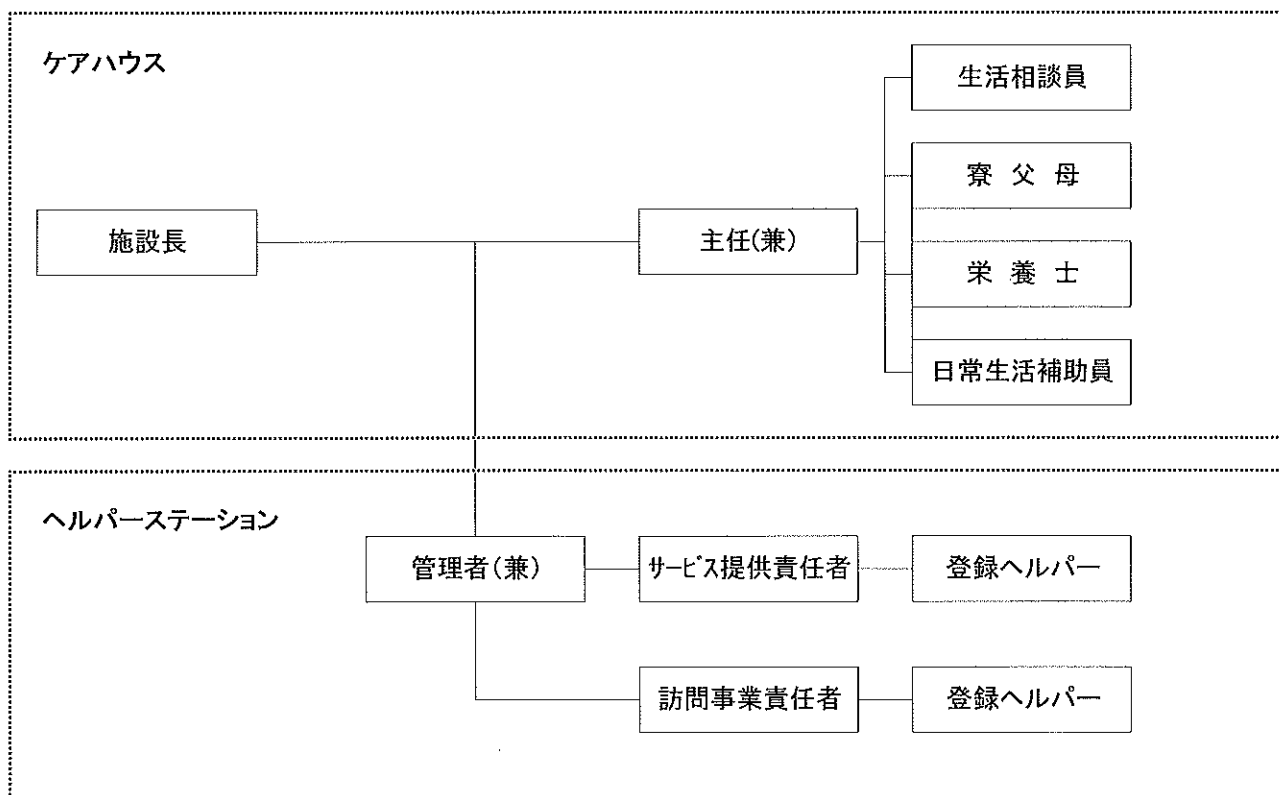 ケアハウス
生活相談員
寮 父 母
施設長
主任(兼)
栄 養 士
日常生活補助員
ヘルパーステーション
管理者(兼)
サービス提供責任者
登録ヘルパー
訪問事業責任者
登録ヘルパー